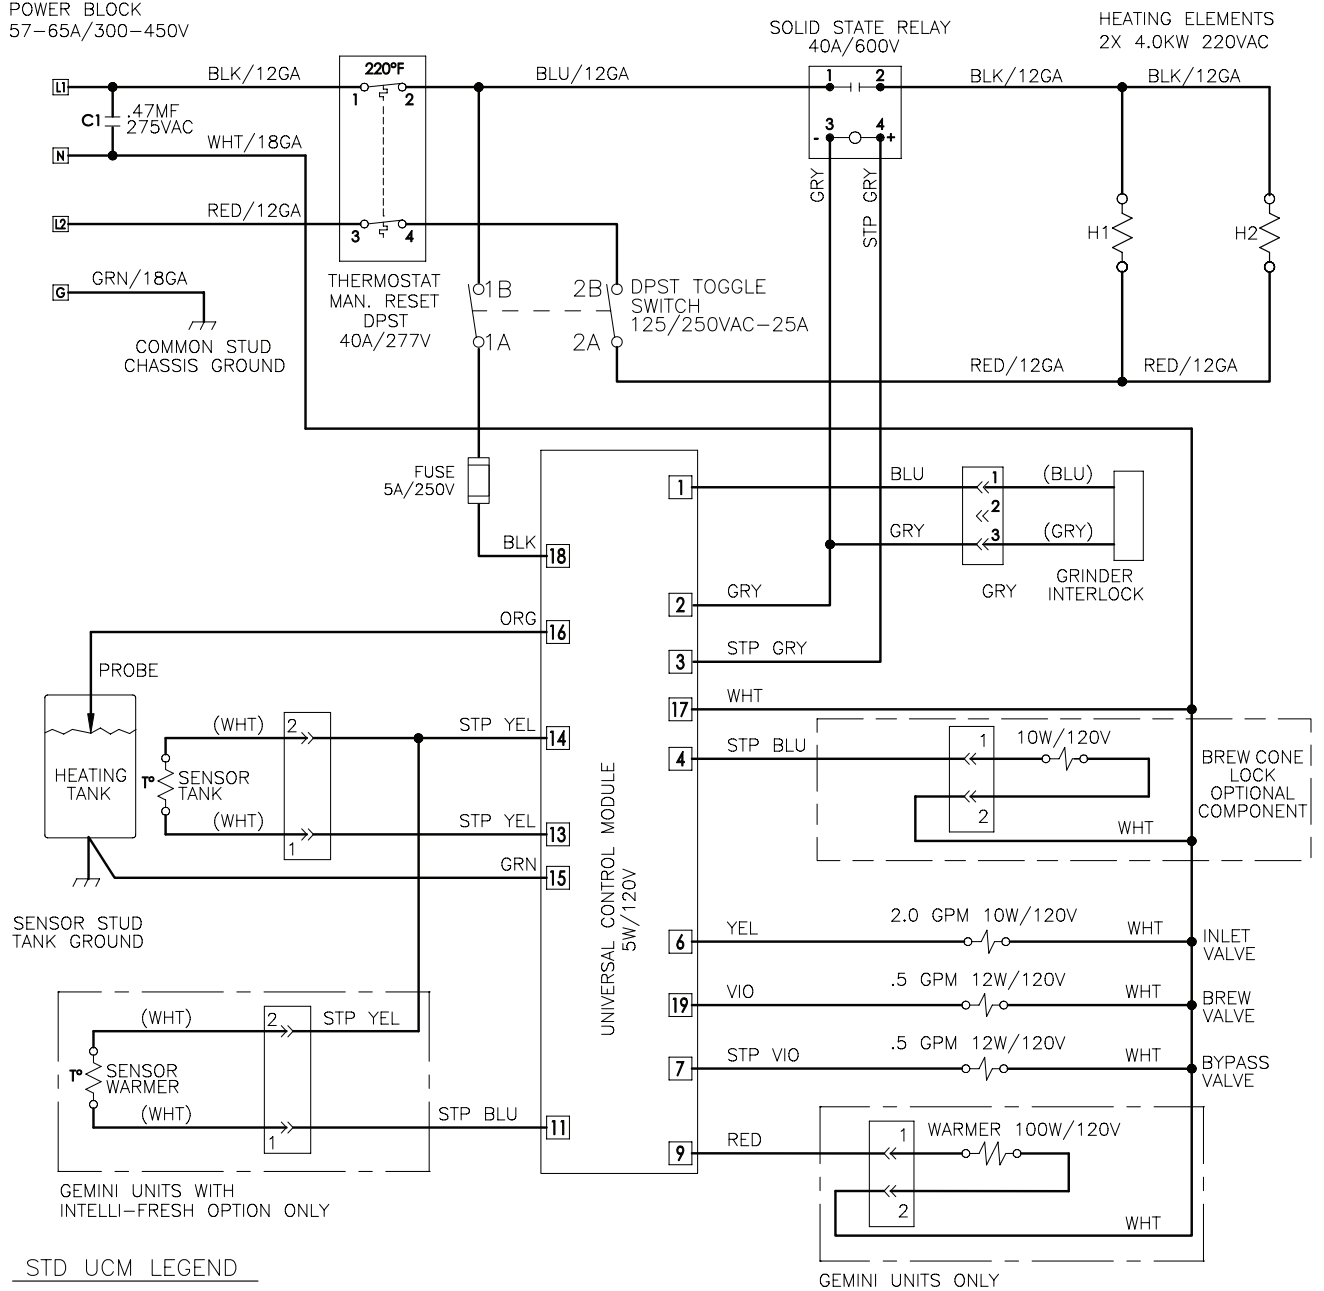 POWER BLOCK
57-65A/300-450V
SOLID STATE RELAY
40A/600V
HEATING ELEMENTS
2X 4.0KW 220VAC
L1
BLK/12GA
220°F
1
2
BLU/12GA
1
2
BLK/12GA
BLK/12GA
C1
.47MF
275VAC
N
WHT/18GA
3
4
-
+
GRY
STP GRY
L2
RED/12GA
3
4
H1
H2
G
GRN/18GA
COMMON STUD
CHASSIS GROUND
THERMOSTAT
MAN. RESET
DPST
40A/277V
1B
1A
2B
2A
DPST TOGGLE
SWITCH
125/250VAC-25A
RED/12GA
RED/12GA
FUSE
5A/250V
BLK
18
1
BLU
1
2
3
(BLU)
GRY
(GRY)
GRY
GRINDER
INTERLOCK
2
GRY
ORG
16
3
STP GRY
PROBE
HEATING
TANK
17
WHT
(WHT)
2
STP YEL
14
T°
SENSOR
TANK
(WHT)
1
STP YEL
13
GRN
15
SENSOR STUD
TANK GROUND
UNIVERSAL CONTROL MODULE
5W/120V
4
STP BLU
1
2
10W/120V
WHT
BREW CONE
LOCK
OPTIONAL
COMPONENT
6
YEL
2.0 GPM 10W/120V
WHT
INLET
VALVE
19
VIO
.5 GPM 12W/120V
WHT
BREW
VALVE
7
STP VIO
.5 GPM 12W/120V
WHT
BYPASS
VALVE
(WHT)
2
STP YEL
T°
SENSOR
WARMER
(WHT)
1
STP BLU
11
9
RED
1
2
WARMER 100W/120V
WHT
GEMINI UNITS WITH
INTELLI-FRESH OPTION ONLY
GEMINI UNITS ONLY
STD UCM LEGEND